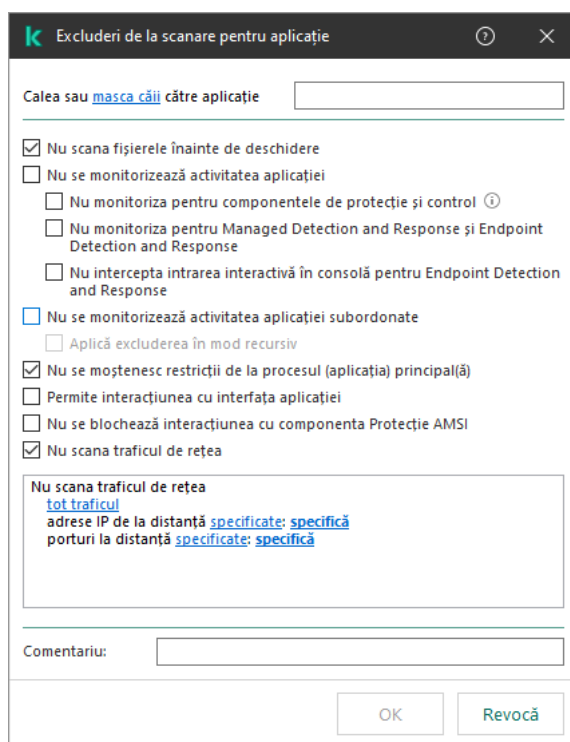 Excluderi de la scanare pentru aplicație
Calea sau masca căii către aplicație
Nu scana fișierele înainte de deschidere
Nu se monitorizează activitatea aplicației
Nu monitoriza pentru componentele de protecție și control
Nu monitoriza pentru Managed Detection and Response și Endpoint
Detection and Response
Nu intercepta intrarea interactivă în consolă pentru Endpoint Detection
and Response
Nu se monitorizează activitatea aplicației subordonate
Aplică excluderea în mod recursiv
Nu se moștenesc restricții de la procesul (aplicația) principal(ă)
Permite interacțiunea cu interfața aplicației
Nu se blochează interacțiunea cu componenta Protecție AMSI
Nu scana traficul de rețea
Nu scana traficul de rețea
tot traficul
adrese IP de la distanță specificate: specifică
porturi la distanță specificate: specifică
Comentariu:
OK Revocă